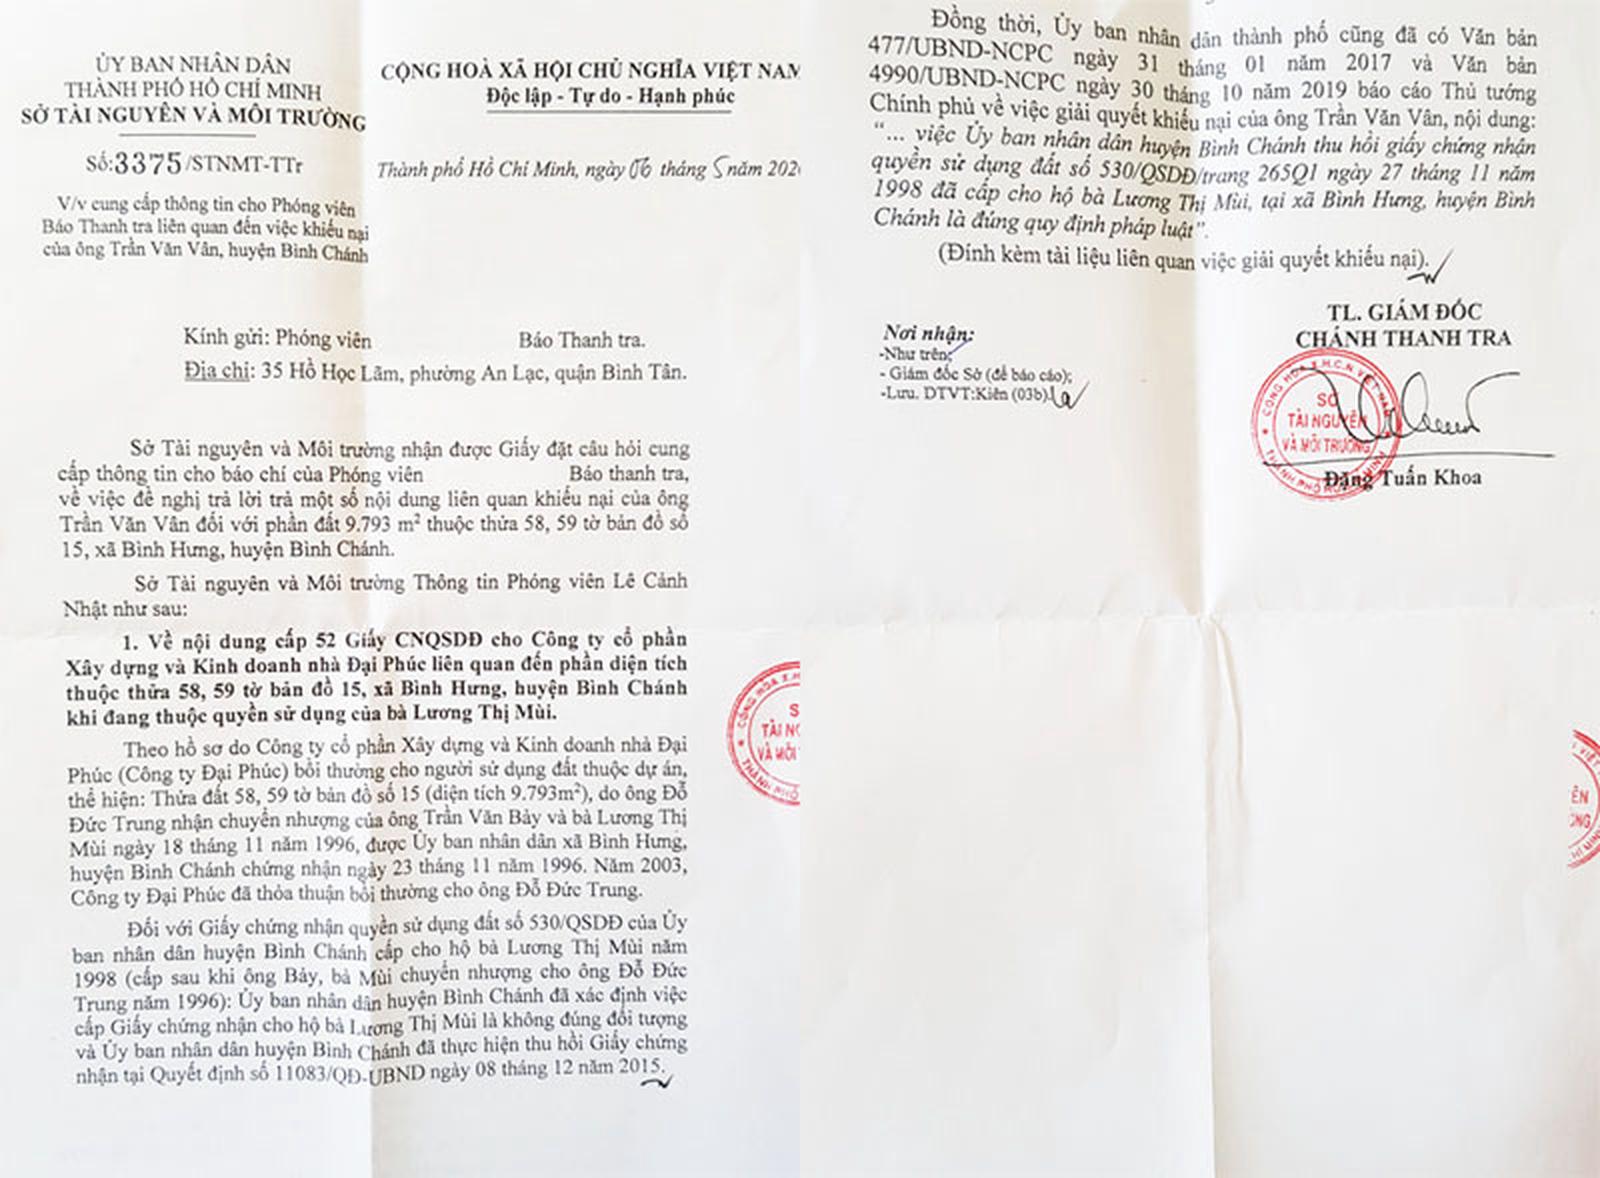 ỦY BAN NHÂN DÂN
THÀNH PHỐ HỒ CHÍ MINH
SỞ TÀI NGUYÊN VÀ MÔI TRƯỜNG
CỘNG HOÀ XÃ HỘI CHỦ NGHĨA VIỆT NAM
Độc lập - Tự do - Hạnh phúc
Số:3375/STNMT-TTr
Thành phố Hồ Chí Minh, ngày 06 tháng 5 năm 202
V/v cung cấp thông tin cho Phóng viên
Báo Thanh tra liên quan đến việc khiếu nại
của ông Trần Văn Vân, huyện Bình Chánh
Kính gửi: Phóng viên Báo Thanh tra.
Địa chỉ: 35 Hồ Học Lãm, phường An Lạc, quận Bình Tân.
Sở Tài nguyên và Môi trường nhận được Giấy đặt câu hỏi cung
cấp thông tin cho báo chí của Phóng viên Báo thanh tra,
về việc đề nghị trả lời trả một số nội dung liên quan khiếu nại của ông
Trần Văn Vân đối với phần đất 9.793 m² thuộc thửa 58, 59 tờ bản đồ số
15, xã Bình Hưng, huyện Bình Chánh.
Sở Tài nguyên và Môi trường Thông tin Phóng viên Lê Cảnh
Nhật như sau:
1. Về nội dung cấp 52 Giấy CNQSDĐ cho Công ty cổ phần
Xây dựng và Kinh doanh nhà Đại Phúc liên quan đến phần diện tích
thuộc thửa 58, 59 tờ bản đồ 15, xã Bình Hưng, huyện Bình Chánh
khi đang thuộc quyền sử dụng của bà Lương Thị Mùi.
Theo hồ sơ do Công ty cổ phần Xây dựng và Kinh doanh nhà Đại
Phúc (Công ty Đại Phúc) bồi thường cho người sử dụng đất thuộc dự án,
thể hiện: Thửa đất 58, 59 tờ bản đồ số 15 (diện tích 9.793m²), do ông Đỗ
Đức Trung nhận chuyển nhượng của ông Trần Văn Bảy và bà Lương Thị
Mùi ngày 18 tháng 11 năm 1996, được Ủy ban nhân dân xã Bình Hưng,
huyện Bình Chánh chứng nhận ngày 23 tháng 11 năm 1996. Năm 2003,
Công ty Đại Phúc đã thỏa thuận bồi thường cho ông Đỗ Đức Trung.
Đối với Giấy chứng nhận quyền sử dụng đất số 530/QSDĐ của Ủy
ban nhân dân huyện Bình Chánh cấp cho hộ bà Lương Thị Mùi năm
1998 (cấp sau khi ông Bảy, bà Mùi chuyển nhượng cho ông Đỗ Đức
Trung năm 1996): Ủy ban nhân dân huyện Bình Chánh đã xác định việc
cấp Giấy chứng nhận cho hộ bà Lương Thị Mùi là không đúng đối tượng
và Ủy ban nhân dân huyện Bình Chánh đã thực hiện thu hồi Giấy chứng
nhận tại Quyết định số 11083/QĐ-UBND ngày 08 tháng 12 năm 2015.
Đồng thời, Ủy ban nhân dân thành phố cũng đã có Văn bản
477/UBND-NCPC ngày 31 tháng 01 năm 2017 và Văn bản
4990/UBND-NCPC ngày 30 tháng 10 năm 2019 báo cáo Thủ tướng
Chính phủ về việc giải quyết khiếu nại của ông Trần Văn Vân, nội dung:
“... việc Ủy ban nhân dân huyện Bình Chánh thu hồi giấy chứng nhận
quyền sử dụng đất số 530/QSDĐ/trang 265Q1 ngày 27 tháng 11 năm
1998 đã cấp cho hộ bà Lương Thị Mùi, tại xã Bình Hưng, huyện Bình
Chánh là đúng quy định pháp luật”.
(Đính kèm tài liệu liên quan việc giải quyết khiếu nại).
TL. GIÁM ĐỐC
CHÁNH THANH TRA
Nơi nhận:
-Như trên;
- Giám đốc Sở (để báo cáo);
-Lưu. DTVT:Kiên (03b).
CỘNG HÒA X.H.C.N VIỆT NAM
SỞ
TÀI NGUYÊN
VÀ MÔI TRƯỜNG
THÀNH PHỐ HỒ CHÍ MINH
Đặng Tuấn Khoa